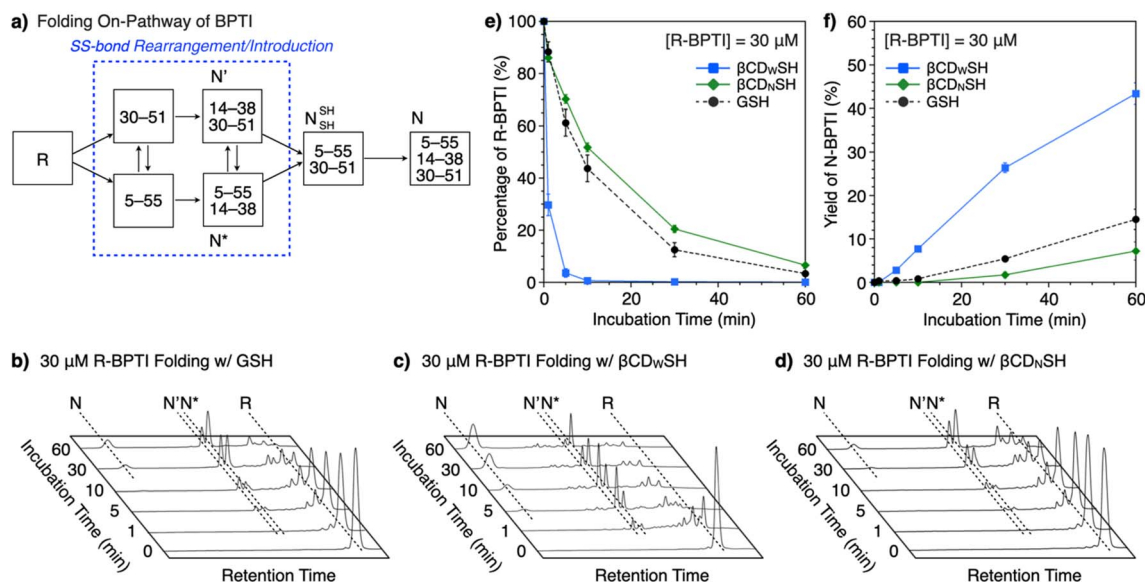 a) Folding On-Pathway of BPTI
SS-bond Rearrangement/Introduction
N'
R
30–51
14–38
30–51
5–55
5–55
14–38
N*
N SH SH
5–55
30–51
N
5–55
14–38
30–51
e)
Percentage of R-BPTI (%)
100
80
60
40
20
0
[R-BPTI] = 30 µM
βCDWSH
βCDNSH
GSH
0 20 40 60
Incubation Time (min)
f)
Yield of N-BPTI (%)
60
50
40
30
20
10
0
[R-BPTI] = 30 µM
βCDWSH
βCDNSH
GSH
0 20 40 60
Incubation Time (min)
b) 30 µM R-BPTI Folding w/ GSH
N N'N* R
60
30
10
5
1
0
Incubation Time (min)
Retention Time
c) 30 µM R-BPTI Folding w/ βCDWSH
N N'N* R
60
30
10
5
1
0
Incubation Time (min)
Retention Time
d) 30 µM R-BPTI Folding w/ βCDNSH
N N'N* R
60
30
10
5
1
0
Incubation Time (min)
Retention Time